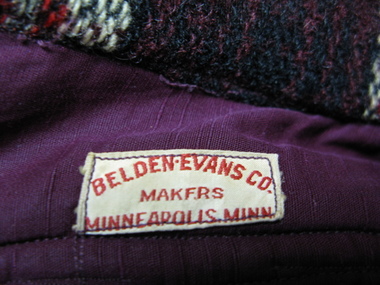 BELDEN-EVANS CO.
MAKERS
MINNEAPOLIS, MINN.